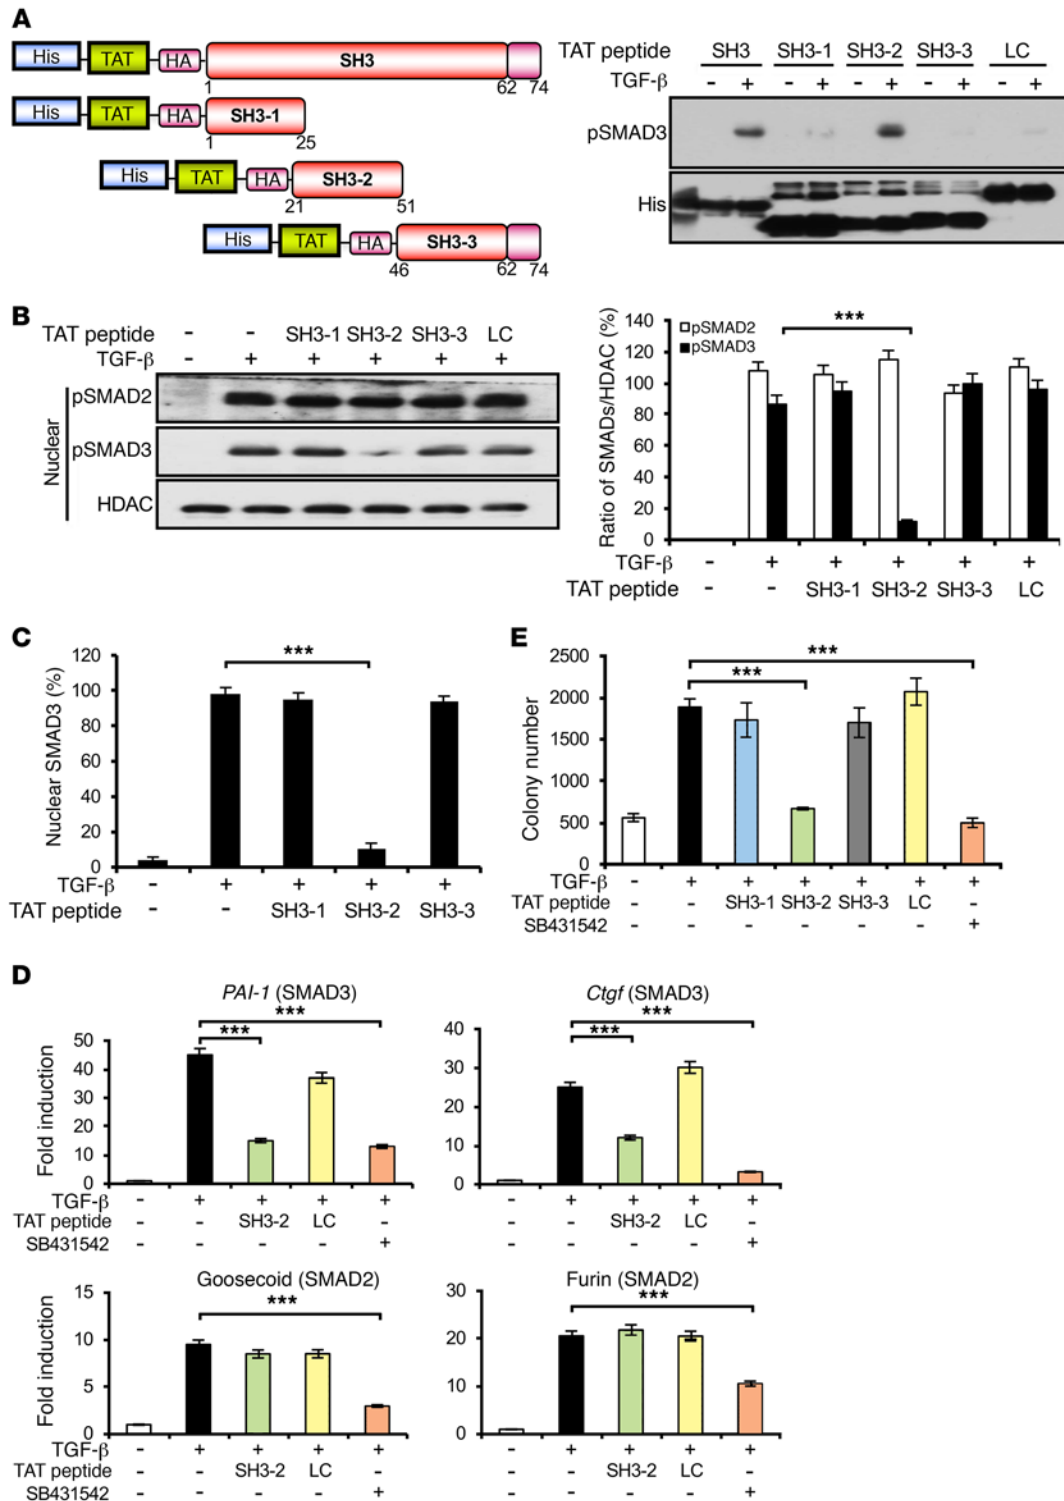 A
His TAT HA SH3
1 62 74
His TAT HA SH3-1
1 25
His TAT HA SH3-2
21 51
His TAT HA SH3-3
46 62 74
TAT peptide SH3 SH3-1 SH3-2 SH3-3 LC
TGF-β - + - + - + - + - +
pSMAD3
His
B
TAT peptide - - SH3-1 SH3-2 SH3-3 LC
TGF-β - + + + + +
Nuclear
pSMAD2
pSMAD3
HDAC
Ratio of SMADs/HDAC (%)
140
120
100
80
60
40
20
0
pSMAD2
pSMAD3
***
TGF-β - + + + + +
TAT peptide - - SH3-1 SH3-2 SH3-3 LC
C
Nuclear SMAD3 (%)
120
100
80
60
40
20
0
***
TGF-β - + + + +
TAT peptide - - SH3-1 SH3-2 SH3-3
E
Colony number
2500
2000
1500
1000
500
0
***
***
TGF-β - + + + + + +
TAT peptide - - SH3-1 SH3-2 SH3-3 LC -
SB431542 - - - - - - +
D
PAI-1 (SMAD3)
***
***
Fold induction
50
40
30
20
10
0
TGF-β - + + + +
TAT peptide - - SH3-2 LC -
SB431542 - - - - +
Ctgf (SMAD3)
***
***
40
30
20
10
0
- + + + +
- - SH3-2 LC -
- - - - +
Goosecoid (SMAD2)
***
Fold induction
15
10
5
0
TGF-β - + + + +
TAT peptide - - SH3-2 LC -
SB431542 - - - - +
Furin (SMAD2)
***
30
20
10
0
- + + + +
- - SH3-2 LC -
- - - - +